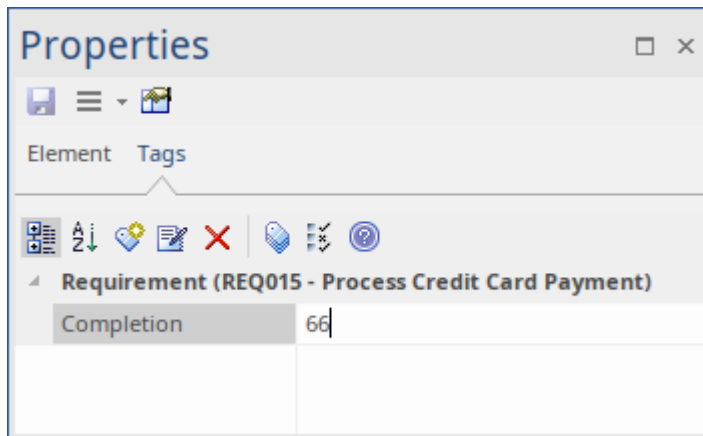 Properties
Element Tags
Requirement (REQ015 - Process Credit Card Payment)
Completion 66